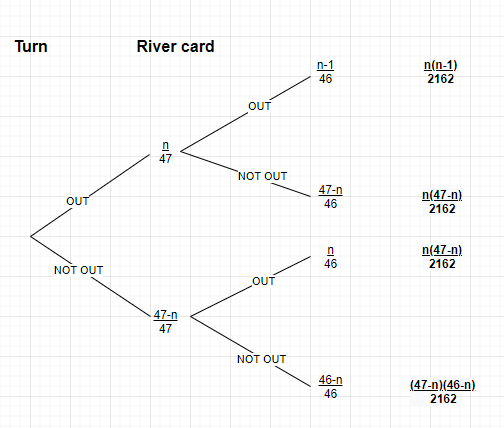 Turn River card
n-1
46
n(n-1)
2162
OUT
n
47
NOT OUT
47-n
46
n(47-n)
2162
OUT
n
46
n(47-n)
2162
NOT OUT
OUT
47-n
47
NOT OUT
46-n
46
(47-n)(46-n)
2162